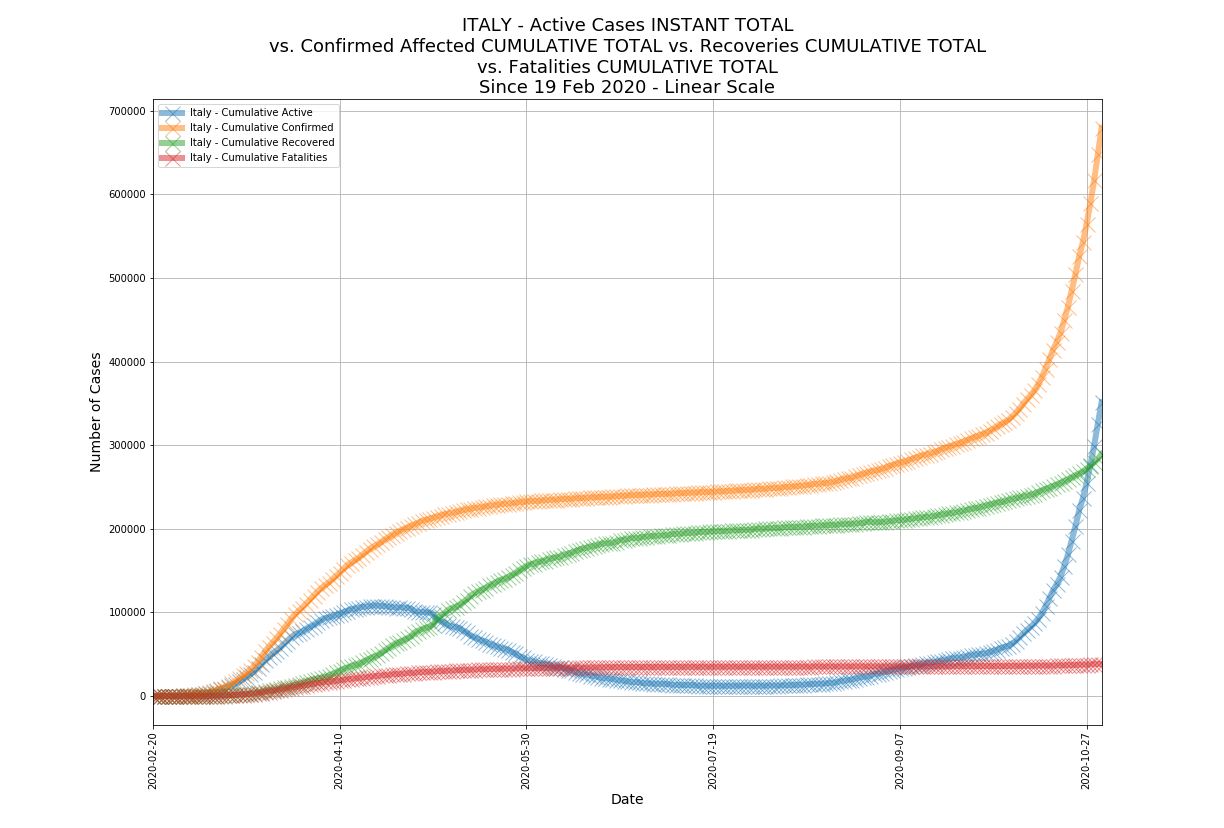 ITALY - Active Cases INSTANT TOTAL
vs. Confirmed Affected CUMULATIVE TOTAL vs. Recoveries CUMULATIVE TOTAL
vs. Fatalities CUMULATIVE TOTAL
Since 19 Feb 2020 - Linear Scale
Italy - Cumulative Active
Italy - Cumulative Confirmed
Italy - Cumulative Recovered
Italy - Cumulative Fatalities
Number of Cases
700000
600000
500000
400000
300000
200000
100000
0
2020-02-20
2020-04-10
2020-05-30
2020-07-19
2020-09-07
2020-10-27
Date